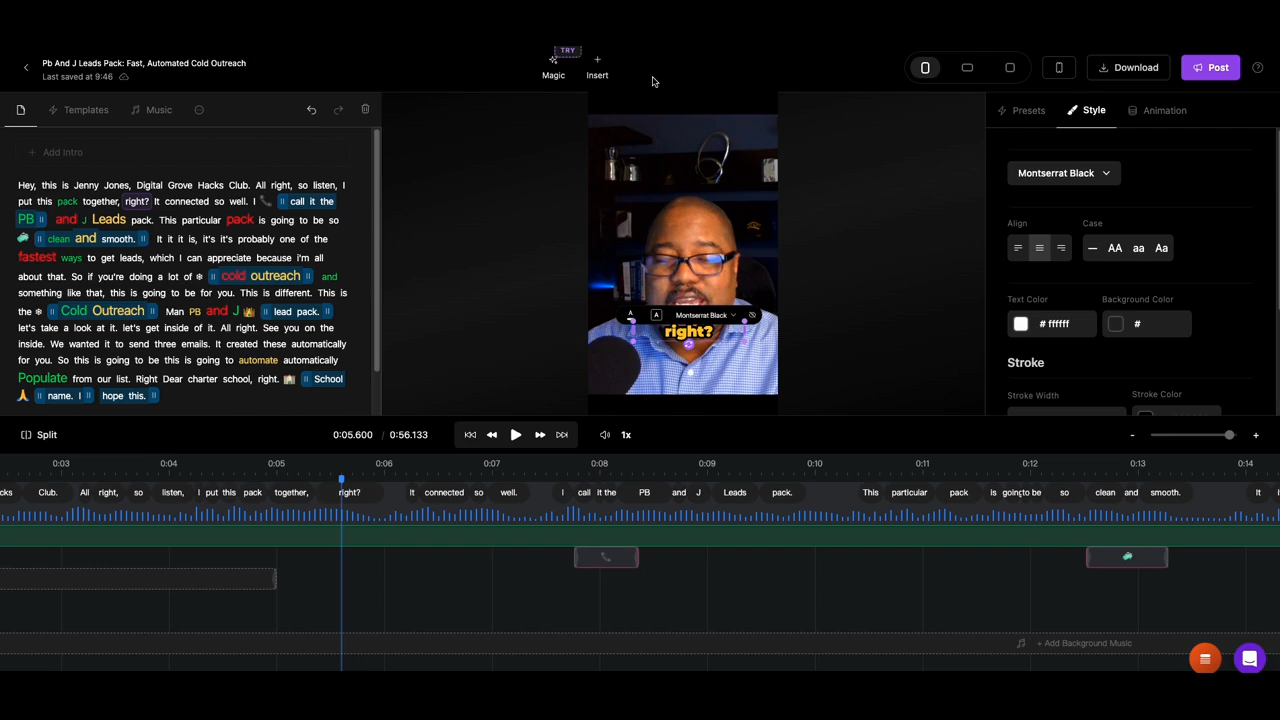 TRY
Pb And J Leads Pack: Fast, Automated Cold Outreach
Last saved at 9:46
Magic
Insert
Download
Post
Templates
Music
Presets
Style
Animation
+ Add Intro
Hey, this is Jenny Jones, Digital Grove Hacks Club. All right, so listen, I
put this pack together, right? It connected so well. I 📞 call it the
PB and J Leads pack. This particular pack is going to be so
clean and smooth. It it it is, it's it's probably one of the
fastest ways to get leads, which I can appreciate because i'm all
about that. So if you're doing a lot of ❄ cold outreach and
something like that, this is going to be for you. This is different. This is
the ❄ Cold Outreach Man PB and J 👑 lead pack.
let's take a look at it. let's get inside of it. All right. See you on the
inside. We wanted it to send three emails. It created these automatically
for you. So this is going to be this is going to automate automatically
Populate from our list. Right Dear charter school, right. 🏫 School
🙏 name. I hope this.
A A Montserrat Black
right?
Montserrat Black
Align
Case
— AA aa Aa
Text Color
Background Color
# ffffff
#
Stroke
Stroke Width
Stroke Color
Split
0:05.600 / 0:56.133
1x
- +
0:03 0:04 0:05 0:06 0:07 0:08 0:09 0:10 0:11 0:12 0:13 0:14
cks Club. All right, so listen, I put this pack together, right? It connected so well. I call it the PB and J Leads pack. This particular pack is going to be so clean and smooth. It
+ Add Background Music